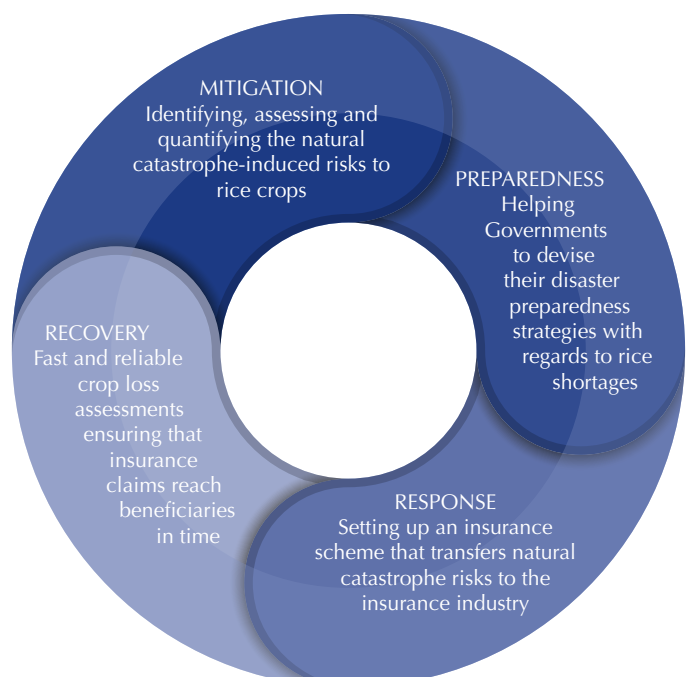 MITIGATION
Identifying, assessing and
quantifying the natural
catastrophe-induced risks to
rice crops
PREPAREDNESS
Helping
Governments
to devise
their disaster
preparedness
strategies with
regards to rice
shortages
RESPONSE
Setting up an insurance
scheme that transfers natural
catastrophe risks to the
insurance industry
RECOVERY
Fast and reliable
crop loss
assessments
ensuring that
insurance
claims reach
beneficiaries
in time